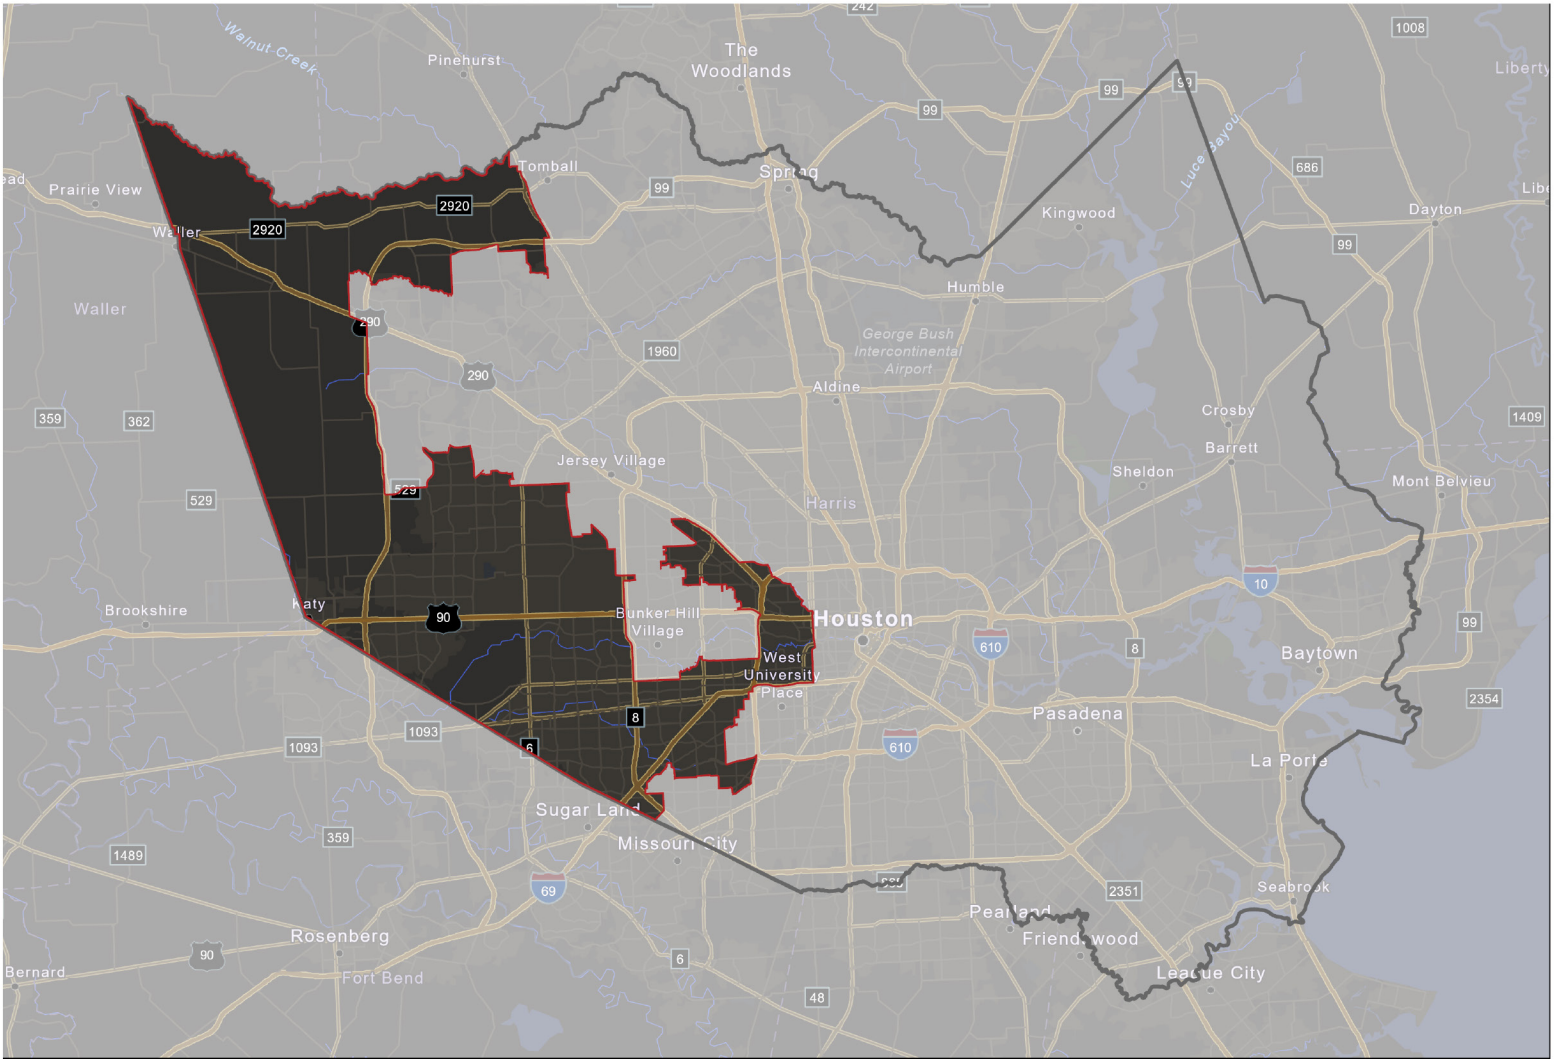 242
1008
Walnut Creek
Pinehurst
The
Woodlands
Liberty
99
99
99
Luce Bayou
ead
Prairie View
Tomball
99
Spring
686
Libe
2920
2920
Waller
Kingwood
Dayton
99
Waller
Humble
290
George Bush
Intercontinental
Airport
1960
290
Aldine
359
362
Crosby
1409
Barrett
Jersey Village
Sheldon
Mont Belvieu
529
529
Harris
10
Katy
Brookshire
90
Bunker Hill
Village
Houston
99
610
8
Baytown
West
University
Place
2354
8
Pasadena
1093
1093
6
610
La Porte
Sugar Land
359
Missouri City
1489
69
2351
Seabrook
Pearland
Rosenberg
Friendswood
90
6
Bernard
Fort Bend
League City
48